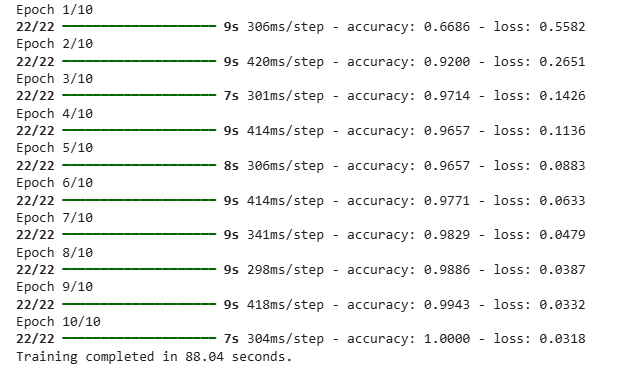 Epoch 1/10
22/22 ━━━━━━━━━━━━━━━━━━━━ 9s 306ms/step - accuracy: 0.6686 - loss: 0.5582
Epoch 2/10
22/22 ━━━━━━━━━━━━━━━━━━━━ 9s 420ms/step - accuracy: 0.9200 - loss: 0.2651
Epoch 3/10
22/22 ━━━━━━━━━━━━━━━━━━━━ 7s 301ms/step - accuracy: 0.9714 - loss: 0.1426
Epoch 4/10
22/22 ━━━━━━━━━━━━━━━━━━━━ 9s 414ms/step - accuracy: 0.9657 - loss: 0.1136
Epoch 5/10
22/22 ━━━━━━━━━━━━━━━━━━━━ 8s 306ms/step - accuracy: 0.9657 - loss: 0.0883
Epoch 6/10
22/22 ━━━━━━━━━━━━━━━━━━━━ 9s 414ms/step - accuracy: 0.9771 - loss: 0.0633
Epoch 7/10
22/22 ━━━━━━━━━━━━━━━━━━━━ 9s 341ms/step - accuracy: 0.9829 - loss: 0.0479
Epoch 8/10
22/22 ━━━━━━━━━━━━━━━━━━━━ 9s 298ms/step - accuracy: 0.9886 - loss: 0.0387
Epoch 9/10
22/22 ━━━━━━━━━━━━━━━━━━━━ 9s 418ms/step - accuracy: 0.9943 - loss: 0.0332
Epoch 10/10
22/22 ━━━━━━━━━━━━━━━━━━━━ 7s 304ms/step - accuracy: 1.0000 - loss: 0.0318
Training completed in 88.04 seconds.